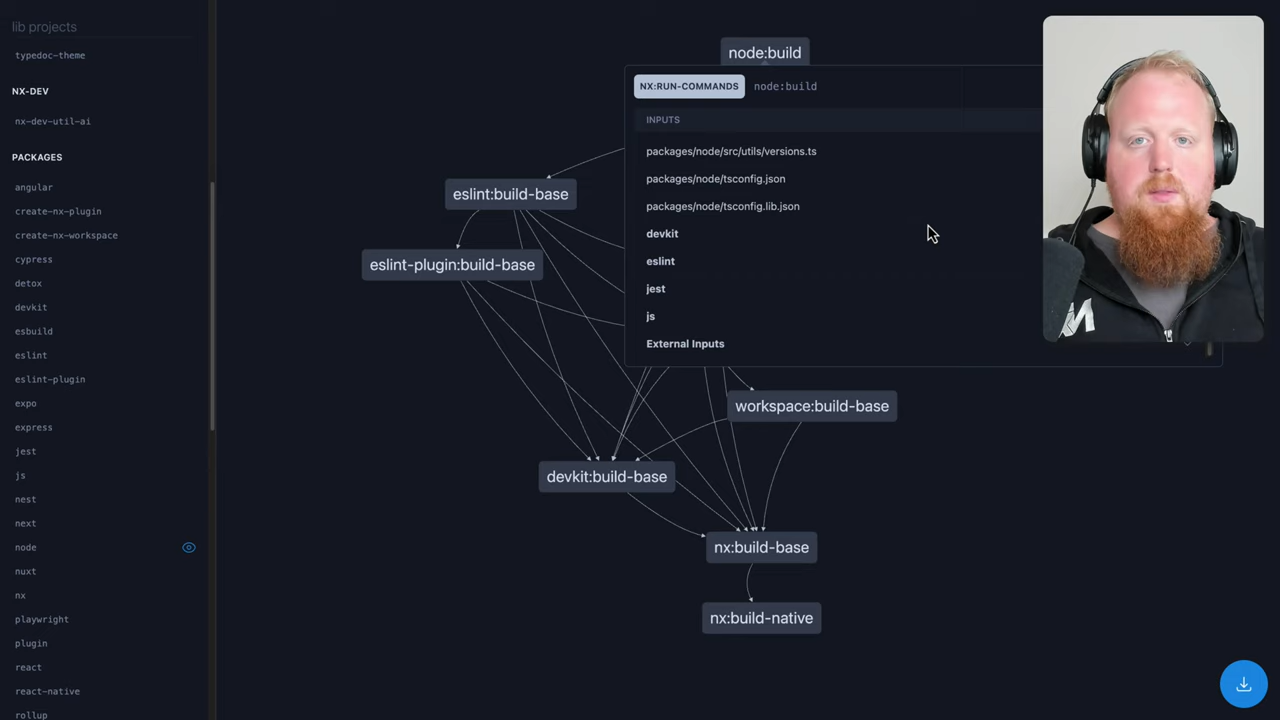 lib projects
typedoc-theme
NX-DEV
nx-dev-util-ai
PACKAGES
angular
create-nx-plugin
create-nx-workspace
cypress
detox
devkit
esbuild
eslint
eslint-plugin
expo
express
jest
js
nest
next
node
nuxt
nx
playwright
plugin
react
react-native
rollup
node:build
NX:RUN-COMMANDS node:build
INPUTS
packages/node/src/utils/versions.ts
packages/node/tsconfig.json
packages/node/tsconfig.lib.json
devkit
eslint
jest
js
External Inputs
eslint:build-base
eslint-plugin:build-base
workspace:build-base
devkit:build-base
nx:build-base
nx:build-native